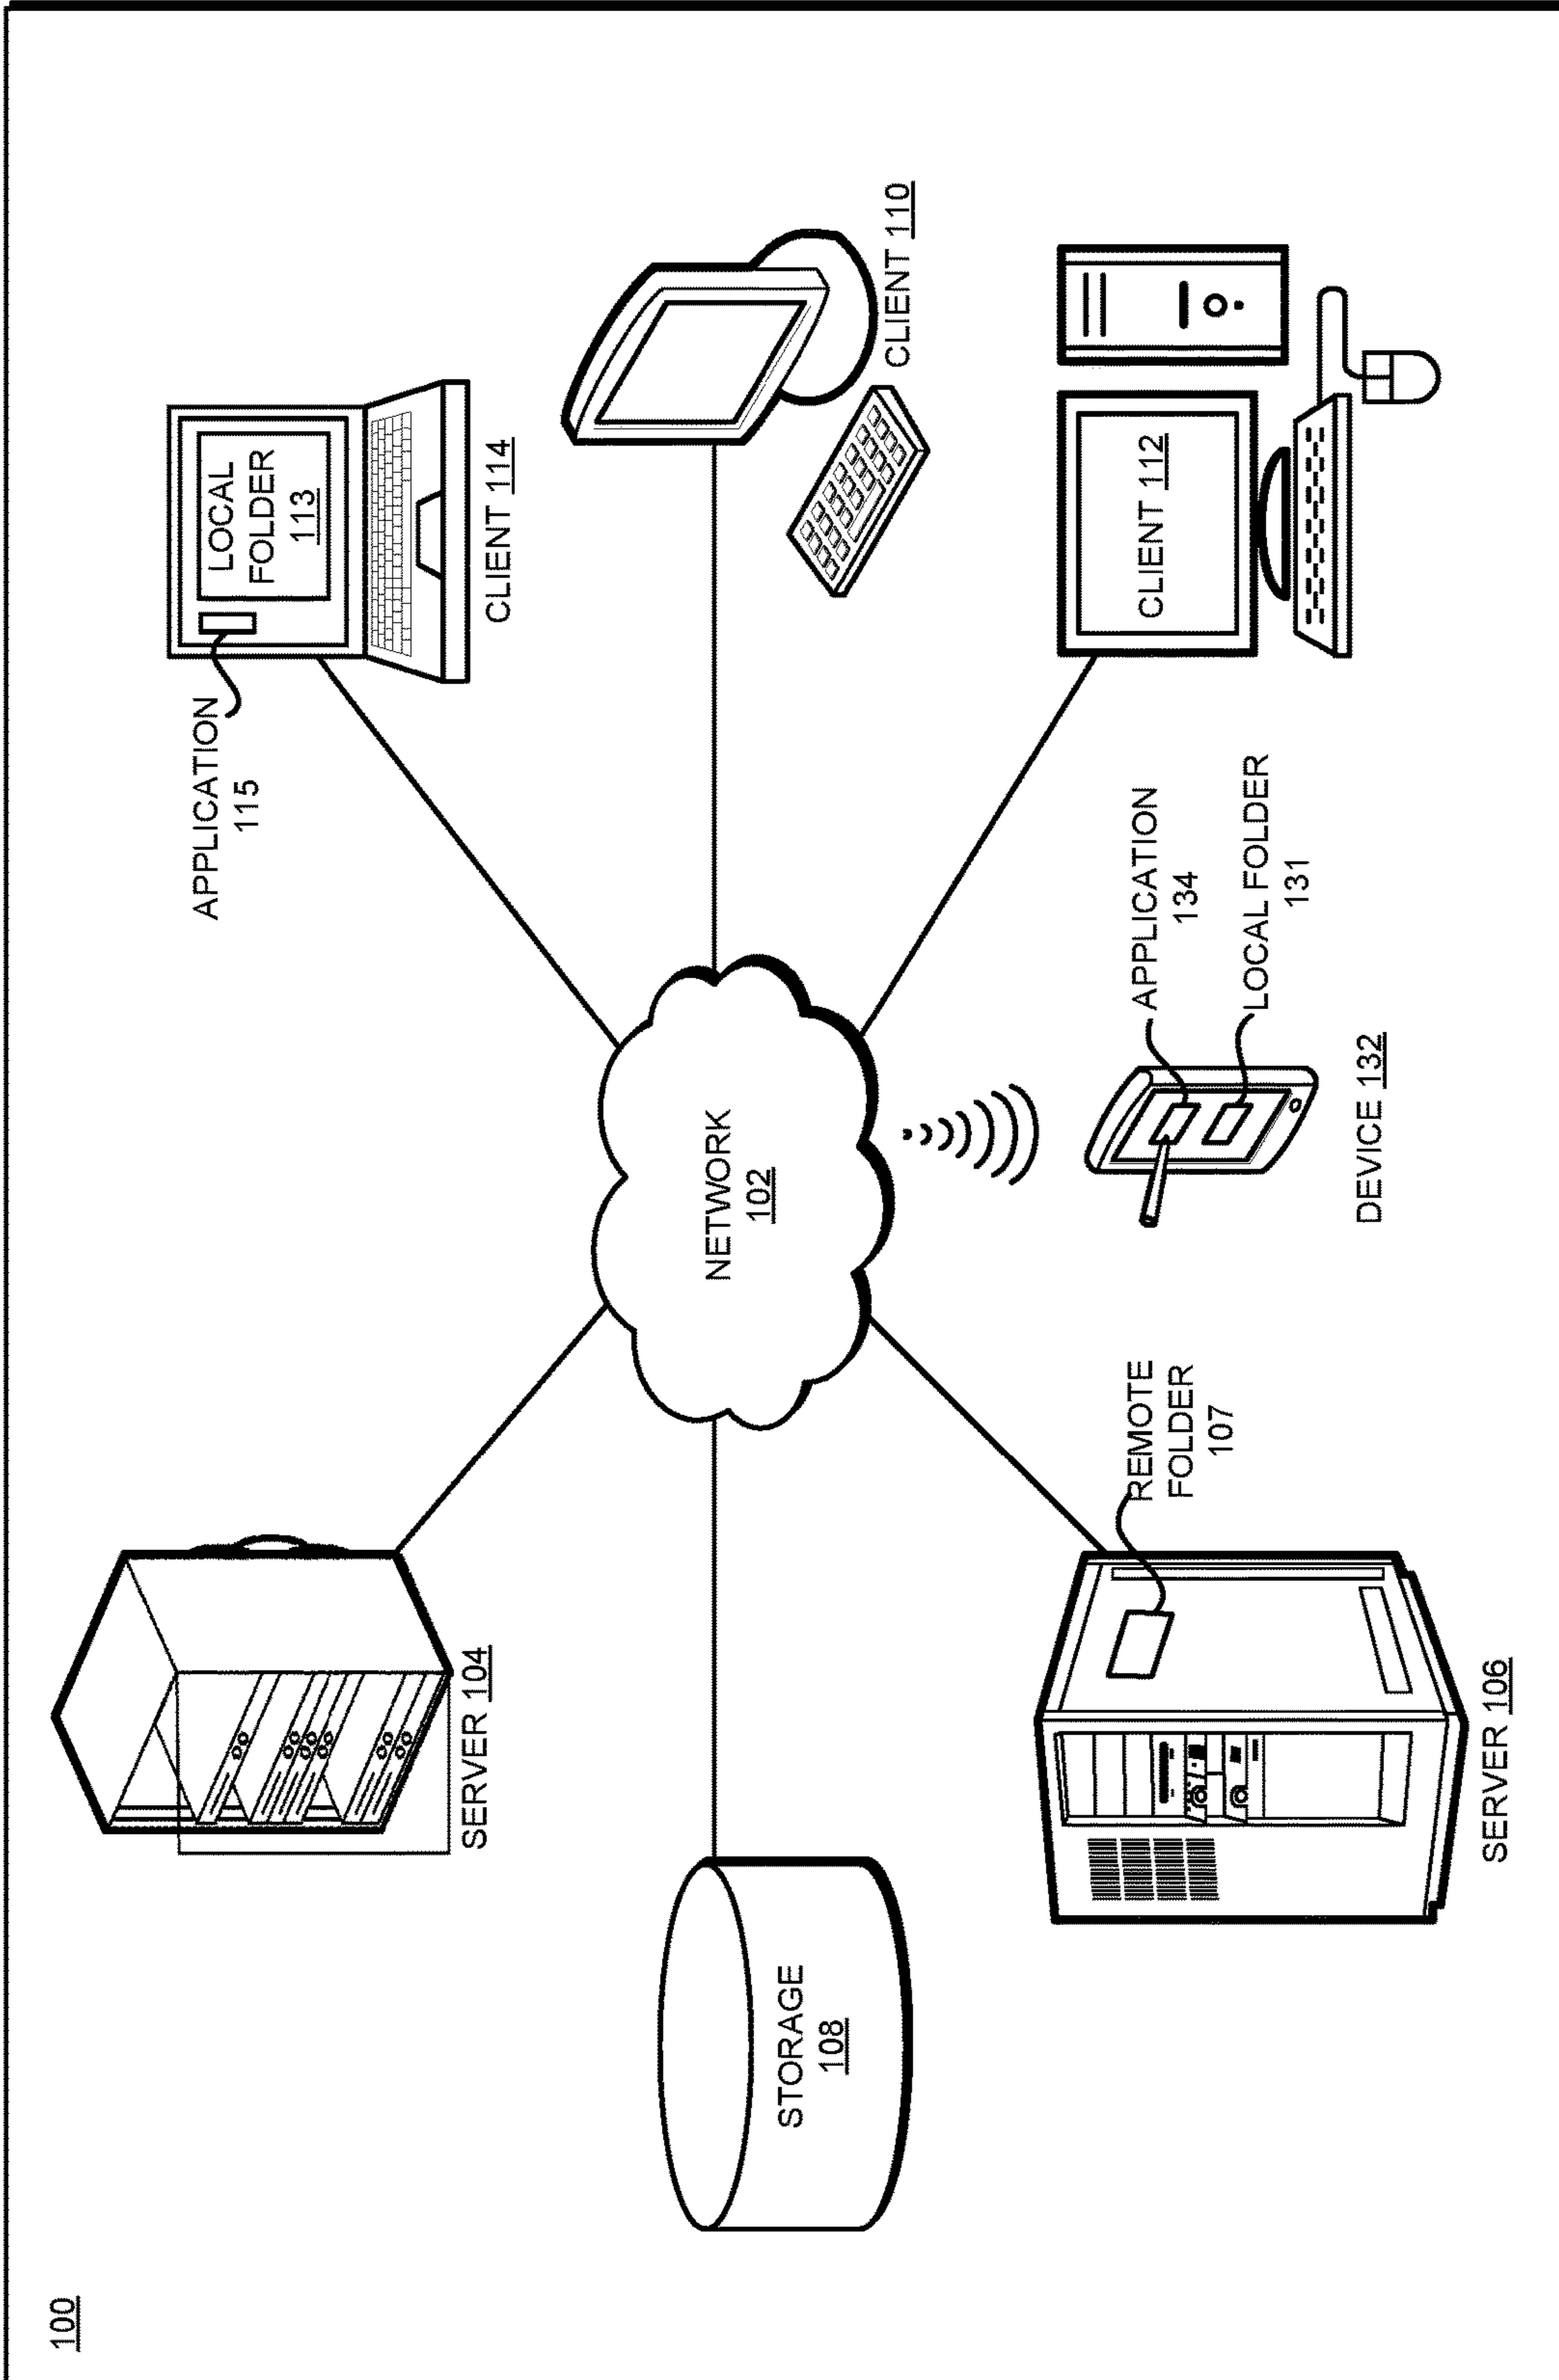 100
SERVER 104
STORAGE
108
SERVER 106
REMOTE
FOLDER
107
NETWORK
102
DEVICE 132
APPLICATION
134
LOCAL FOLDER
131
APPLICATION
115
LOCAL
FOLDER
113
CLIENT 114
CLIENT 110
CLIENT 112